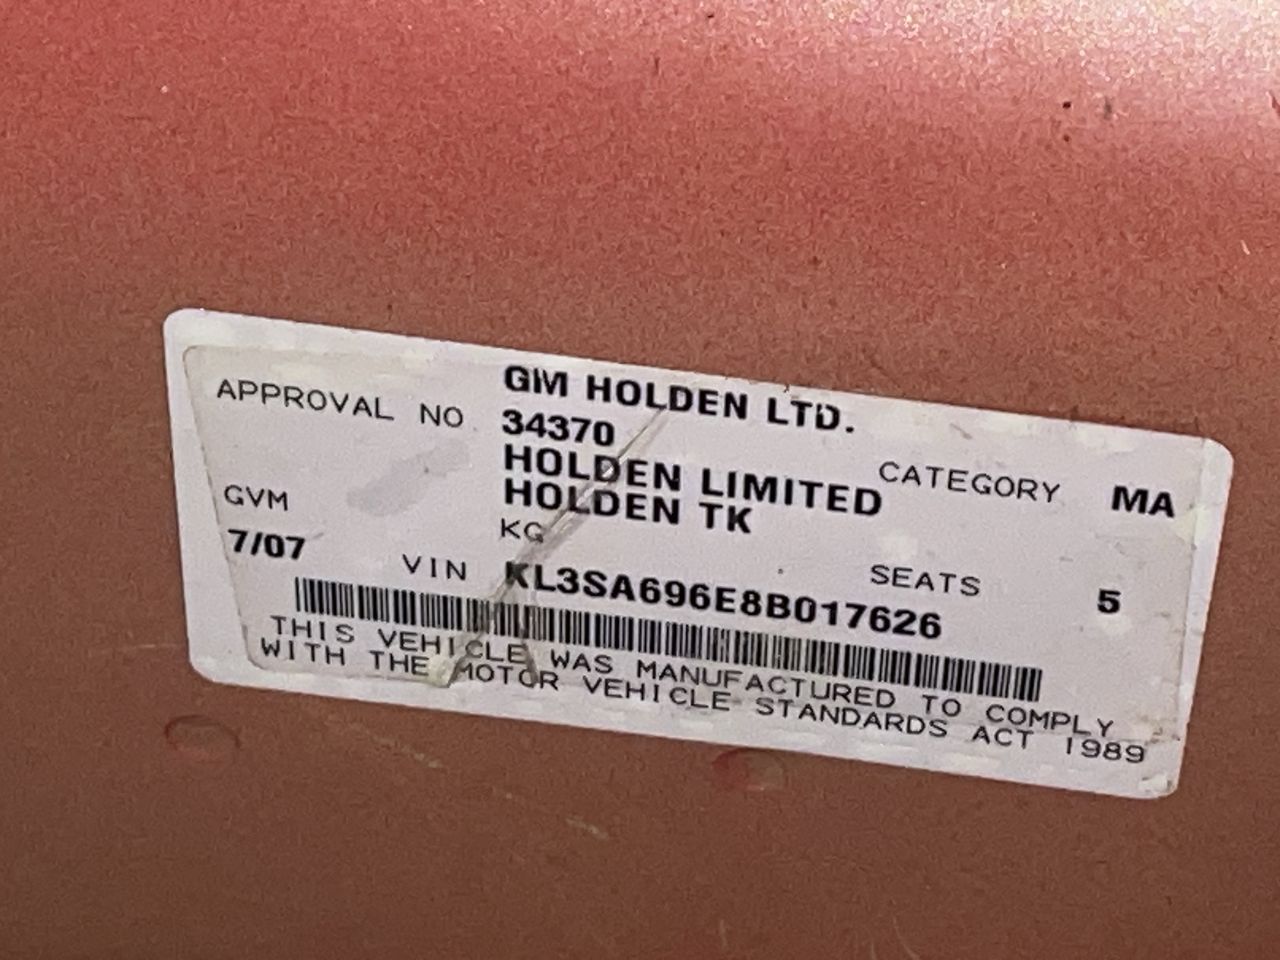 GM HOLDEN LTD.
APPROVAL NO 34370
HOLDEN LIMITED CATEGORY MA
HOLDEN TK
GVM KG
7/07 SEATS 5
VIN KL3SA696E8B017626
THIS VEHICLE WAS MANUFACTURED TO COMPLY
WITH THE MOTOR VEHICLE STANDARDS ACT 1989